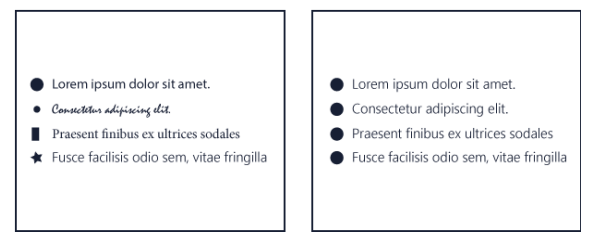 Lorem ipsum dolor sit amet.
Consectetur adipiscing elit.
Praesent finibus ex ultrices sodales
Fusce facilisis odio sem, vitae fringilla
Lorem ipsum dolor sit amet.
Consectetur adipiscing elit.
Praesent finibus ex ultrices sodales
Fusce facilisis odio sem, vitae fringilla